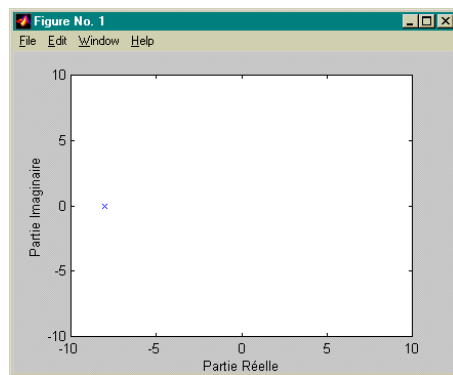 Figure No. 1
File Edit Window Help
10
5
0
-5
-10
-10 -5 0 5 10
Partie Imaginaire
Partie Réelle